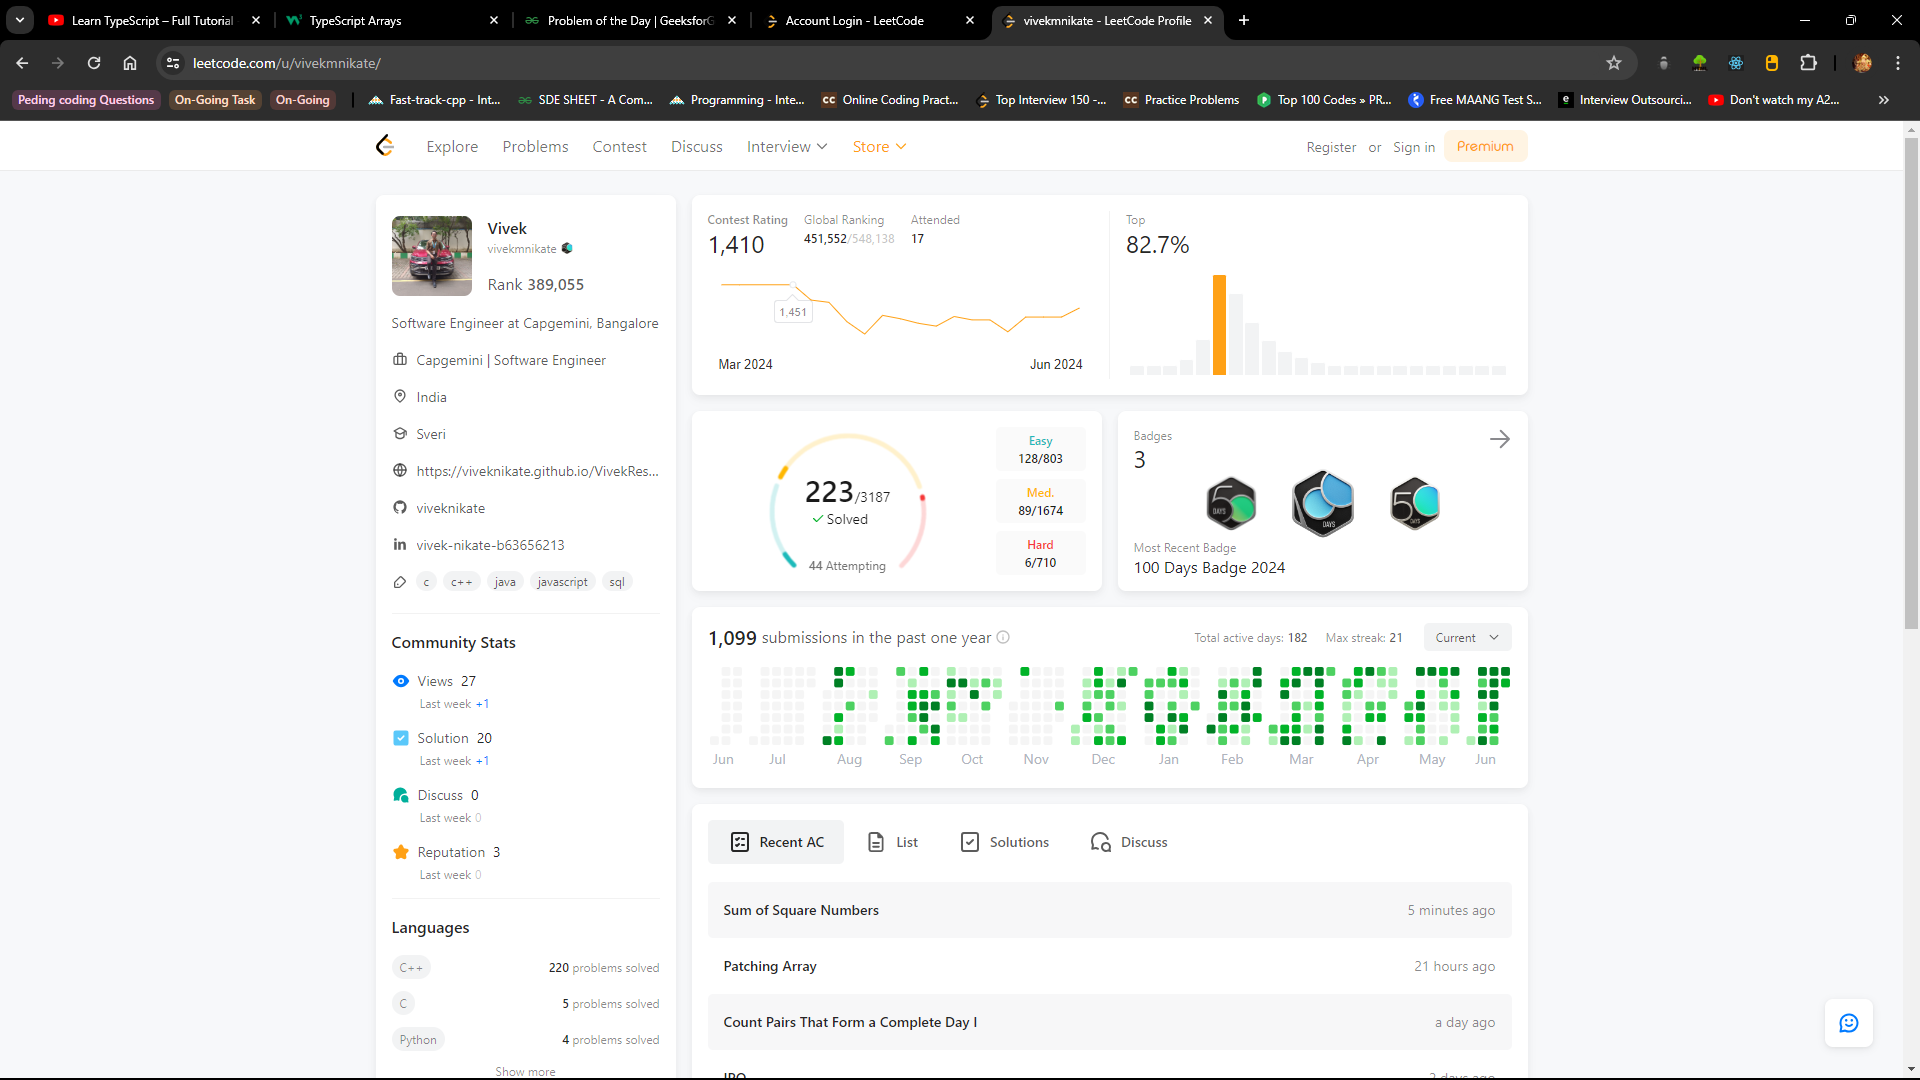 Learn TypeScript – Full Tutorial
TypeScript Arrays
Problem of the Day | GeeksforG
Account Login - LeetCode
vivekmnikate - LeetCode Profile
leetcode.com/u/vivekmnikate/
Peding coding Questions
On-Going Task
On-Going
Fast-track-cpp - Int...
SDE SHEET - A Com...
Programming - Inte...
CC Online Coding Pract...
Top Interview 150 -...
CC Practice Problems
Top 100 Codes » PR...
Free MAANG Test S...
Interview Outsourci...
Don't watch my A2...
Explore
Problems
Contest
Discuss
Interview
Store
Register or Sign in
Premium
Vivek
vivekmnikate
Rank 389,055
Software Engineer at Capgemini, Bangalore
Capgemini | Software Engineer
India
Sveri
https://viveknikate.github.io/VivekRes...
viveknikate
vivek-nikate-b63656213
c c++ java javascript sql
Community Stats
Views 27
Last week +1
Solution 20
Last week +1
Discuss 0
Last week 0
Reputation 3
Last week 0
Languages
C++ 220 problems solved
C 5 problems solved
Python 4 problems solved
Show more
Contest Rating
1,410
Global Ranking
451,552/548,138
Attended
17
1,451
Mar 2024
Jun 2024
Top
82.7%
223/3187
Solved
44 Attempting
Easy
128/803
Med.
89/1674
Hard
6/710
Badges
3
50 DAYS
DAYS
50 DAYS
Most Recent Badge
100 Days Badge 2024
1,099 submissions in the past one year
Total active days: 182
Max streak: 21
Current
Jun Jul Aug Sep Oct Nov Dec Jan Feb Mar Apr May Jun
Recent AC
List
Solutions
Discuss
Sum of Square Numbers 5 minutes ago
Patching Array 21 hours ago
Count Pairs That Form a Complete Day I a day ago
IPO 2 days ago